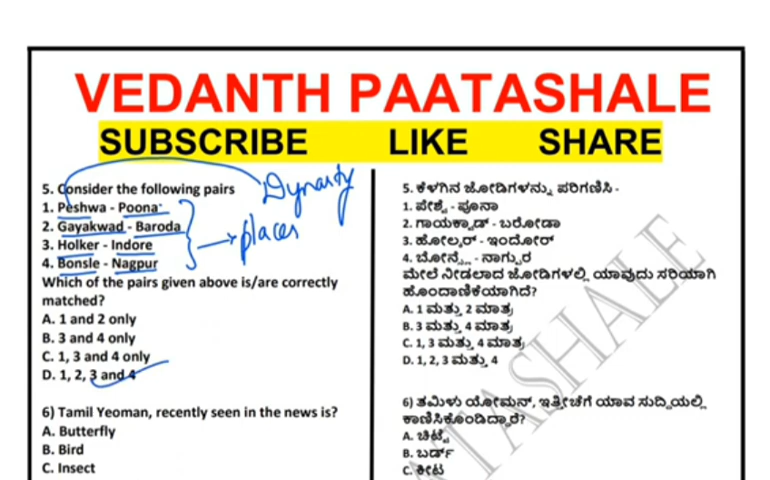 VEDANTH PAATASHALE
SUBSCRIBE LIKE SHARE
5. Consider the following pairs
Dynasty
1. Peshwa - Poona
2. Gayakwad - Baroda
places
3. Holker - Indore
4. Bonsle - Nagpur
Which of the pairs given above is/are correctly
matched?
A. 1 and 2 only
B. 3 and 4 only
C. 1, 3 and 4 only
D. 1, 2, 3 and 4
6) Tamil Yeoman, recently seen in the news is?
A. Butterfly
B. Bird
C. Insect
5. ಕೆಳಗಿನ ಜೋಡಿಗಳನ್ನು ಪರಿಗಣಿಸಿ -
1. ಪೇಶ್ವೆ - ಪೂನಾ
2. ಗಾಯಕ್ವಾಡ್ - ಬರೋಡಾ
3. ಹೋಲ್ಕರ್ - ಇಂದೋರ್
4. ಬೋನ್ಸ್ಲೆ - ನಾಗ್ಪುರ
ಮೇಲೆ ನೀಡಲಾದ ಜೋಡಿಗಳಲ್ಲಿ ಯಾವುದು ಸರಿಯಾಗಿ
ಹೊಂದಾಣಿಕೆಯಾಗಿದೆ?
A. 1 ಮತ್ತು 2 ಮಾತ್ರ
B. 3 ಮತ್ತು 4 ಮಾತ್ರ
C. 1, 3 ಮತ್ತು 4 ಮಾತ್ರ
D. 1, 2, 3 ಮತ್ತು 4
6) ತಮಿಳು ಯೋಮನ್, ಇತ್ತೀಚೆಗೆ ಯಾವ ಸುದ್ದಿಯಲ್ಲಿ
ಕಾಣಿಸಿಕೊಂಡಿದ್ದಾರೆ?
A. ಚಿಟ್ಟೆ
B. ಬರ್ಡ್
C. ಕೀಟ
ATASHALE